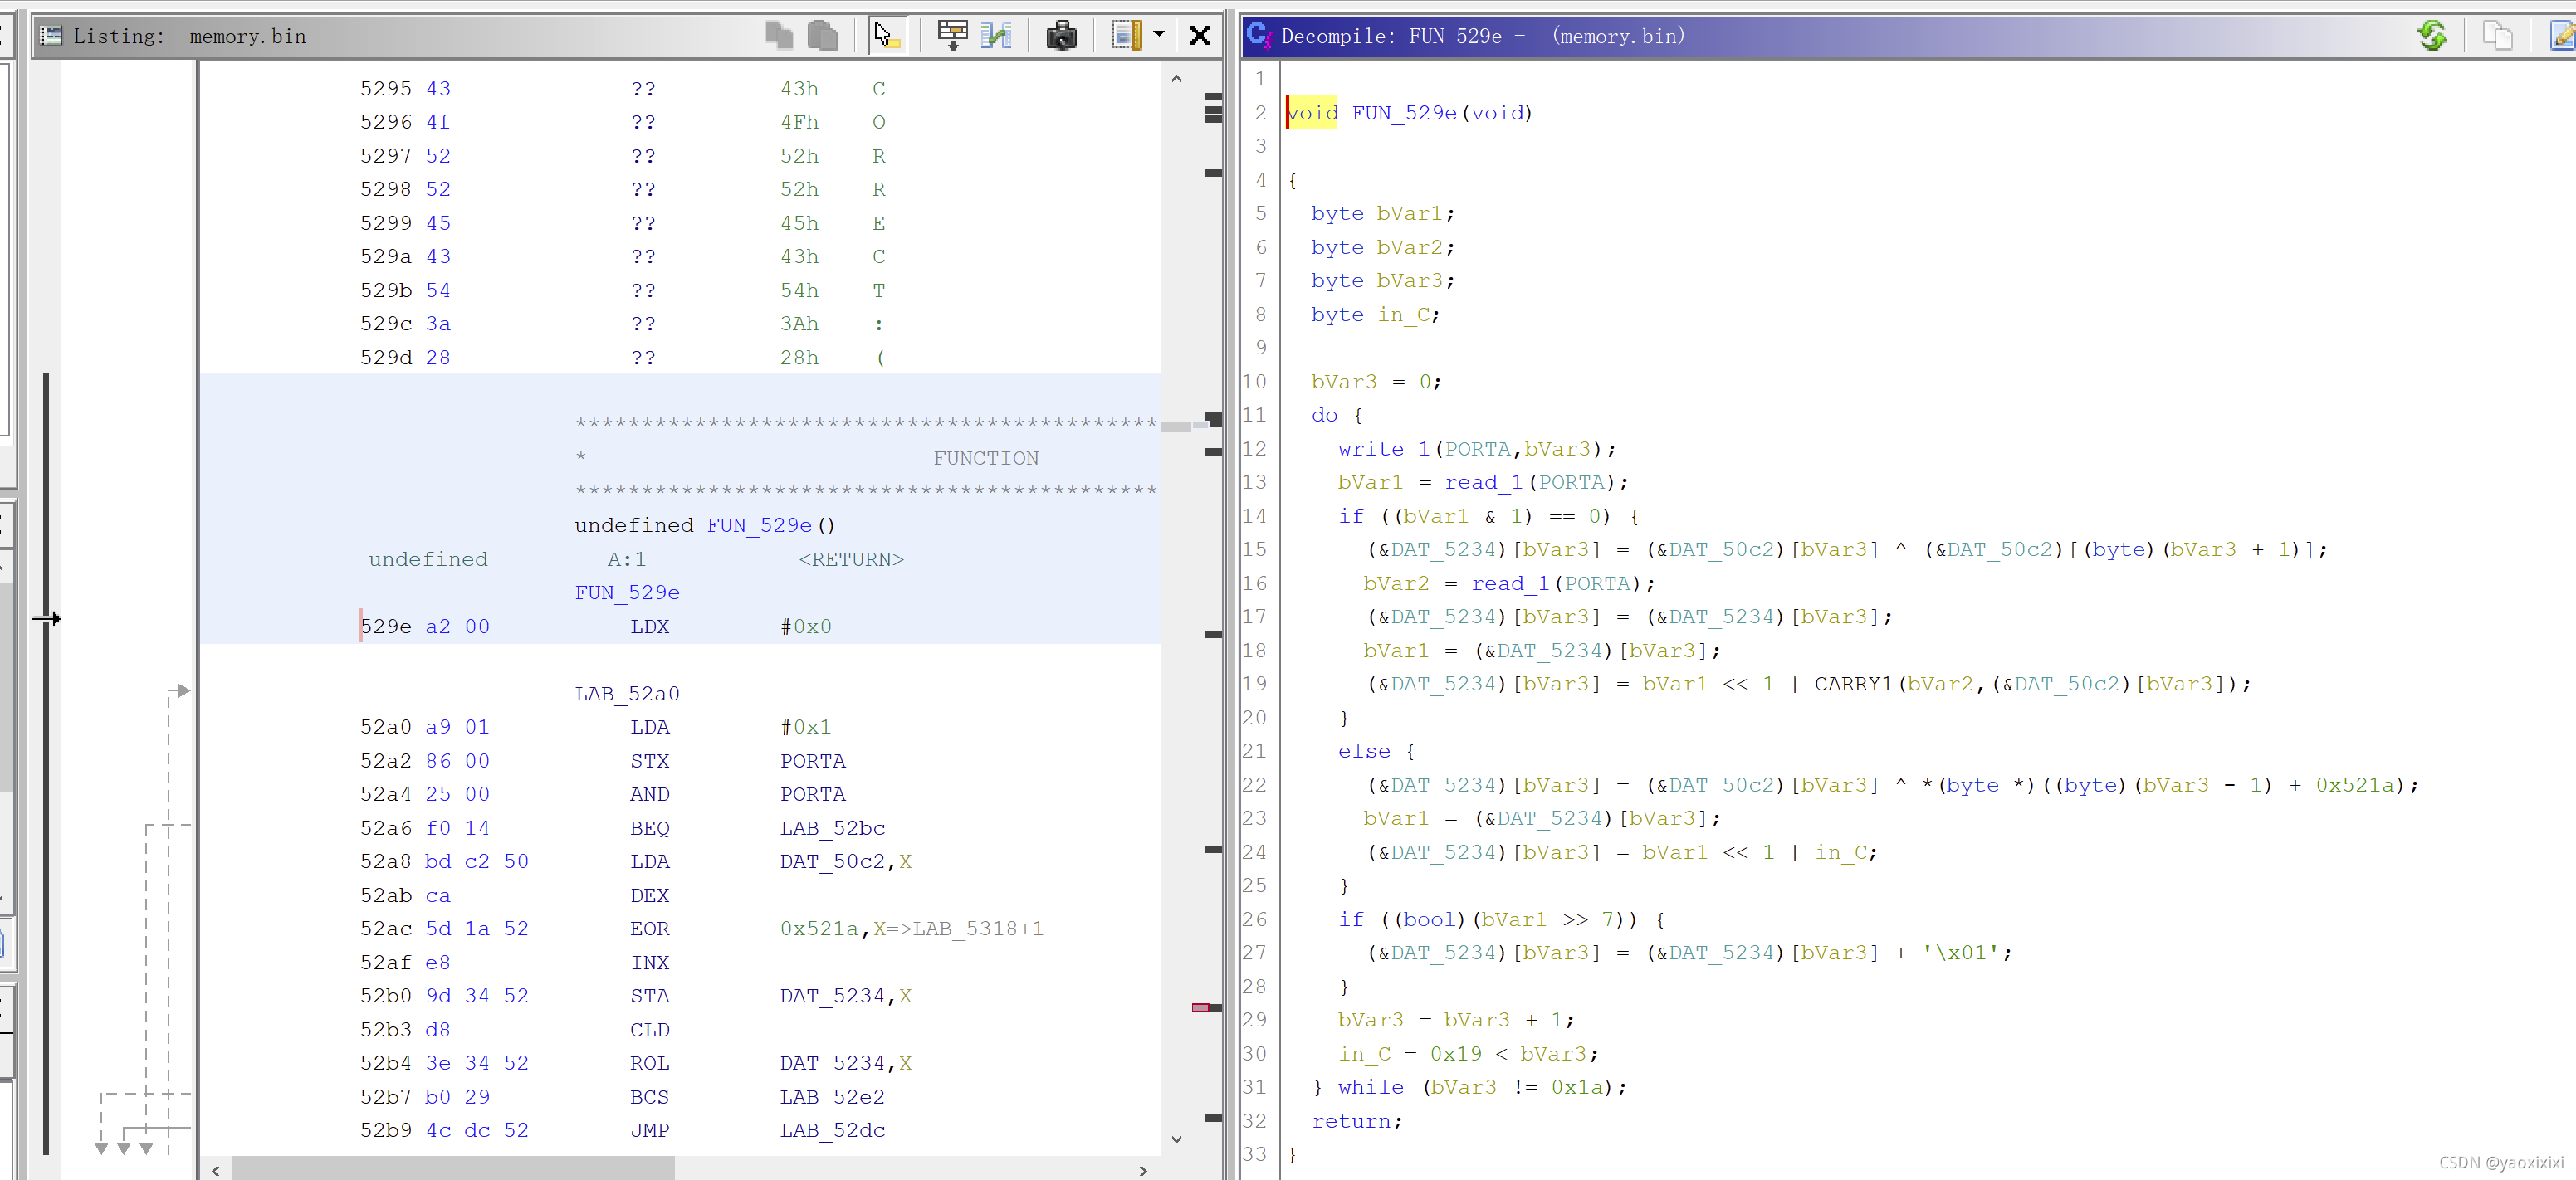 Listing: memory.bin
5295 43 ?? 43h C
5296 4f ?? 4Fh O
5297 52 ?? 52h R
5298 52 ?? 52h R
5299 45 ?? 45h E
529a 43 ?? 43h C
529b 54 ?? 54h T
529c 3a ?? 3Ah :
529d 28 ?? 28h (
********************************************
* FUNCTION
********************************************
undefined FUN_529e()
undefined A:1 <RETURN>
FUN_529e
529e a2 00 LDX #0x0
LAB_52a0
52a0 a9 01 LDA #0x1
52a2 86 00 STX PORTA
52a4 25 00 AND PORTA
52a6 f0 14 BEQ LAB_52bc
52a8 bd c2 50 LDA DAT_50c2,X
52ab ca DEX
52ac 5d 1a 52 EOR 0x521a,X=>LAB_5318+1
52af e8 INX
52b0 9d 34 52 STA DAT_5234,X
52b3 d8 CLD
52b4 3e 34 52 ROL DAT_5234,X
52b7 b0 29 BCS LAB_52e2
52b9 4c dc 52 JMP LAB_52dc
Decompile: FUN_529e - (memory.bin)
1
2 void FUN_529e(void)
3
4 {
5 byte bVar1;
6 byte bVar2;
7 byte bVar3;
8 byte in_C;
9
10 bVar3 = 0;
11 do {
12 write_1(PORTA,bVar3);
13 bVar1 = read_1(PORTA);
14 if ((bVar1 & 1) == 0) {
15 (&DAT_5234)[bVar3] = (&DAT_50c2)[bVar3] ^ (&DAT_50c2)[(byte)(bVar3 + 1)];
16 bVar2 = read_1(PORTA);
17 (&DAT_5234)[bVar3] = (&DAT_5234)[bVar3];
18 bVar1 = (&DAT_5234)[bVar3];
19 (&DAT_5234)[bVar3] = bVar1 << 1 | CARRY1(bVar2,(&DAT_50c2)[bVar3]);
20 }
21 else {
22 (&DAT_5234)[bVar3] = (&DAT_50c2)[bVar3] ^ *(byte *)((byte)(bVar3 - 1) + 0x521a);
23 bVar1 = (&DAT_5234)[bVar3];
24 (&DAT_5234)[bVar3] = bVar1 << 1 | in_C;
25 }
26 if ((bool)(bVar1 >> 7)) {
27 (&DAT_5234)[bVar3] = (&DAT_5234)[bVar3] + '\x01';
28 }
29 bVar3 = bVar3 + 1;
30 in_C = 0x19 < bVar3;
31 } while (bVar3 != 0x1a);
32 return;
33 }
CSDN @yaoxixixi